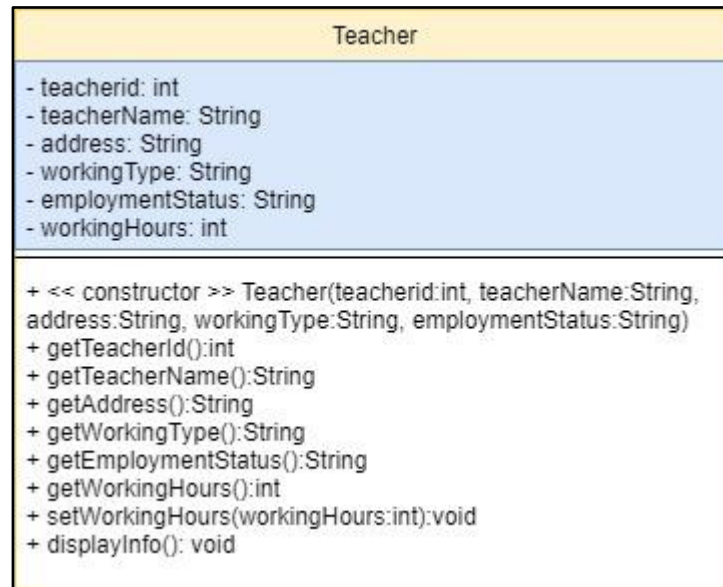 Teacher
- teacherid: int
- teacherName: String
- address: String
- workingType: String
- employmentStatus: String
- workingHours: int
+ << constructor >> Teacher(teacherid:int, teacherName:String,
address:String, workingType:String, employmentStatus:String)
+ getTeacherId():int
+ getTeacherName():String
+ getAddress():String
+ getWorkingType():String
+ getEmploymentStatus():String
+ getWorkingHours():int
+ setWorkingHours(workingHours:int):void
+ displayInfo(): void